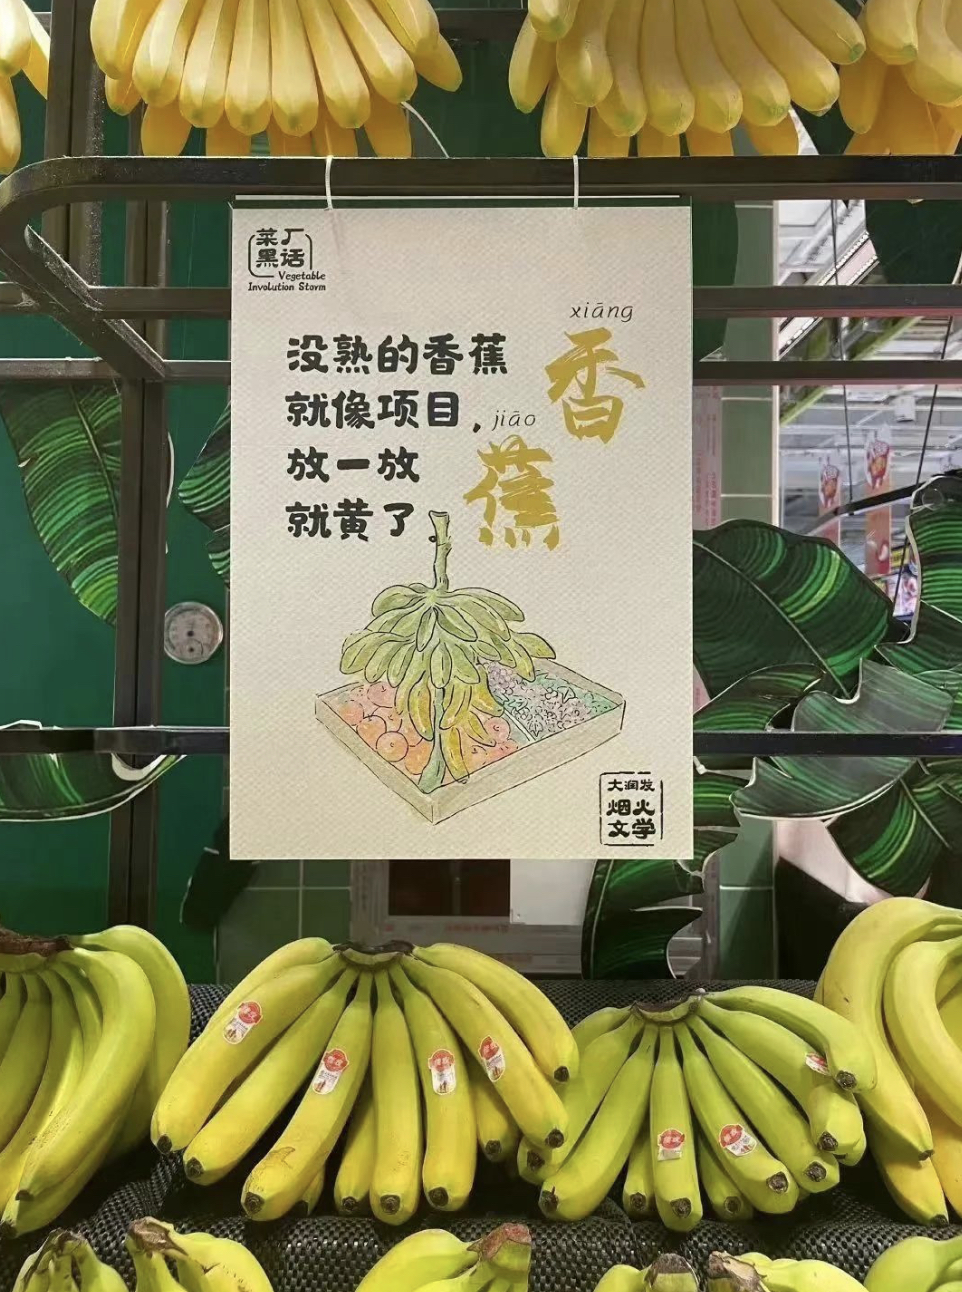 菜厂
黑话
Vegetable
Involution Storm
xiāng
香
jiāo
蕉
没熟的香蕉
就像项目，
放一放
就黄了。
大润发
烟火
文学